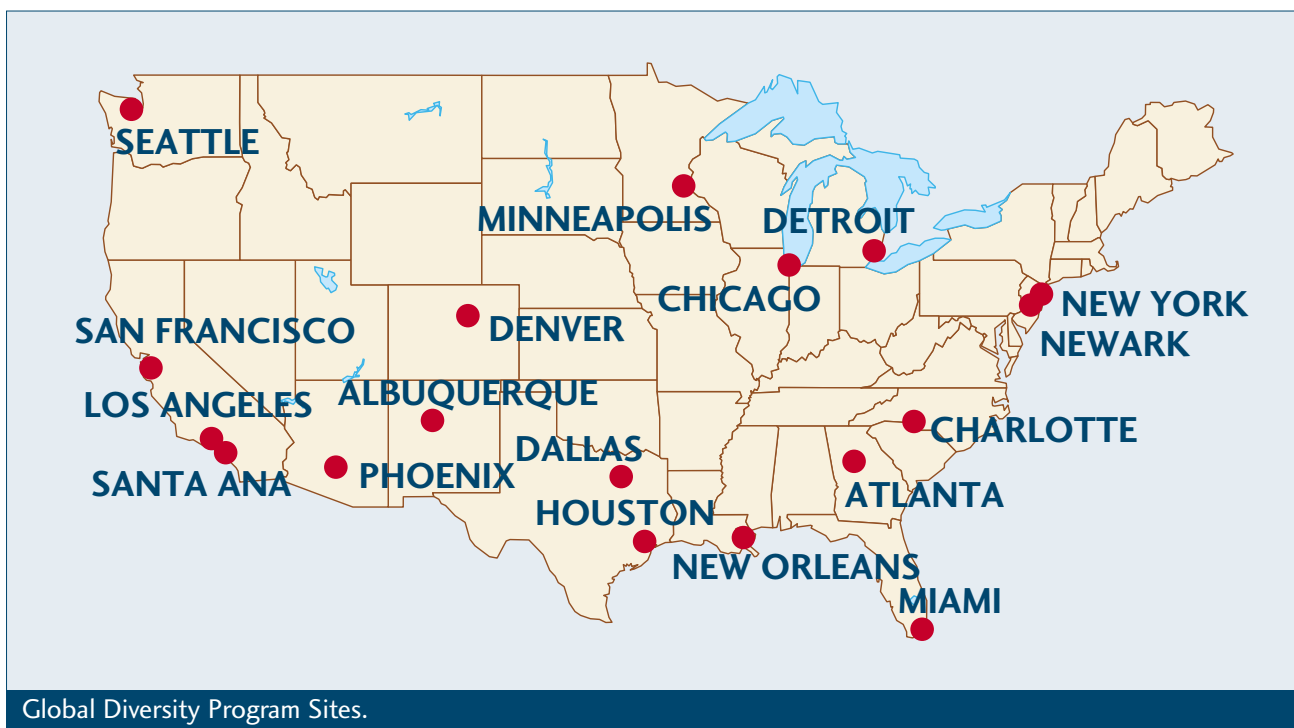 SEATTLE
MINNEAPOLIS
DETROIT
CHICAGO
NEW YORK
SAN FRANCISCO
DENVER
NEWARK
LOS ANGELES
ALBUQUERQUE
CHARLOTTE
DALLAS
SANTA ANA
PHOENIX
ATLANTA
HOUSTON
NEW ORLEANS
MIAMI
Global Diversity Program Sites.